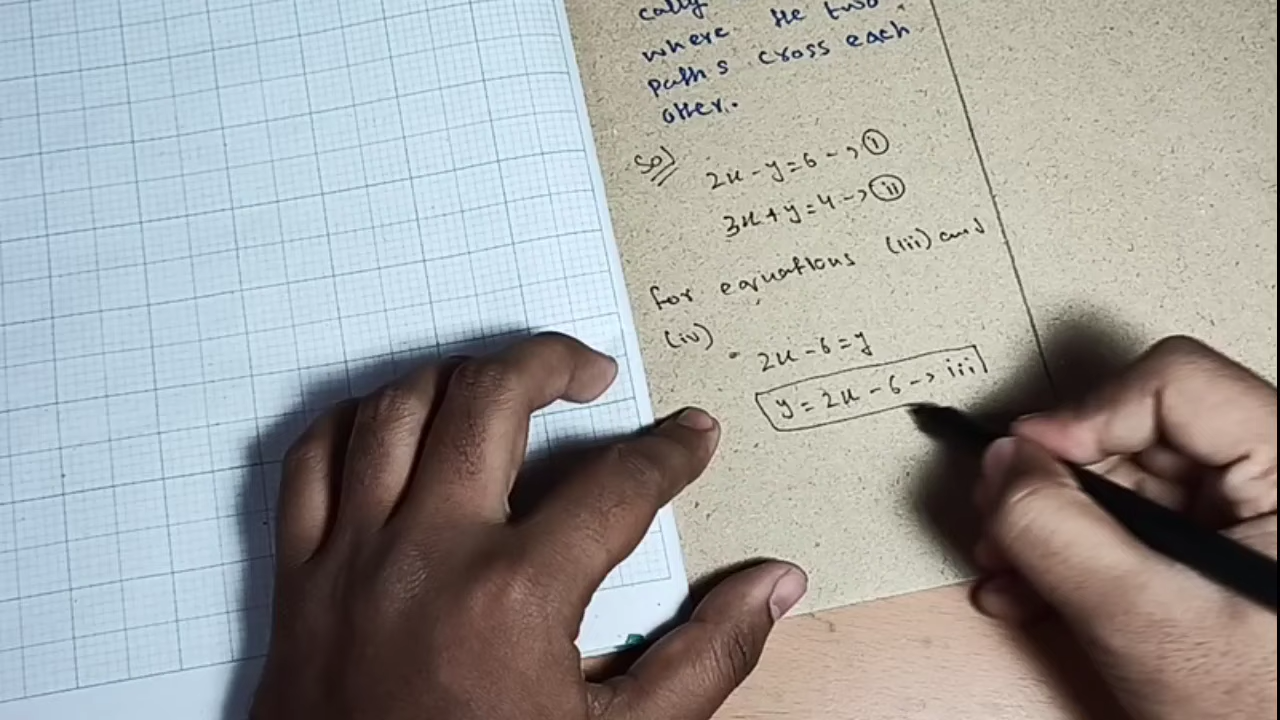 cally
where the two
paths cross each
other.
Sol
2x - y = 6 -> (i)
3x + y = 4 -> (ii)
for equations (iii) and
(iv)
2x - 6 = y
y = 2x - 6 -> iii